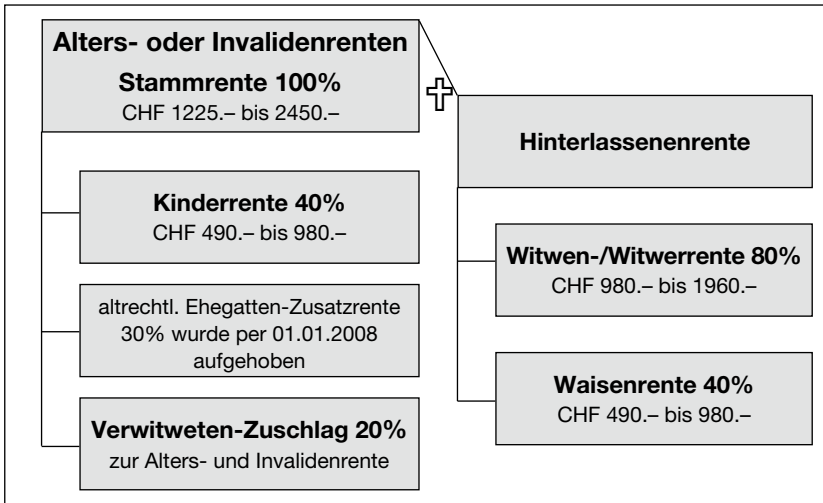 Alters- oder Invalidenrenten
Stammrente 100%
CHF 1225.– bis 2450.–
Hinterlassenenrente
Kinderrente 40%
CHF 490.– bis 980.–
Witwen-/Witwerrente 80%
CHF 980.– bis 1960.–
altrechtl. Ehegatten-Zusatzrente
30% wurde per 01.01.2008
aufgehoben
Waisenrente 40%
CHF 490.– bis 980.–
Verwitweten-Zuschlag 20%
zur Alters- und Invalidenrente